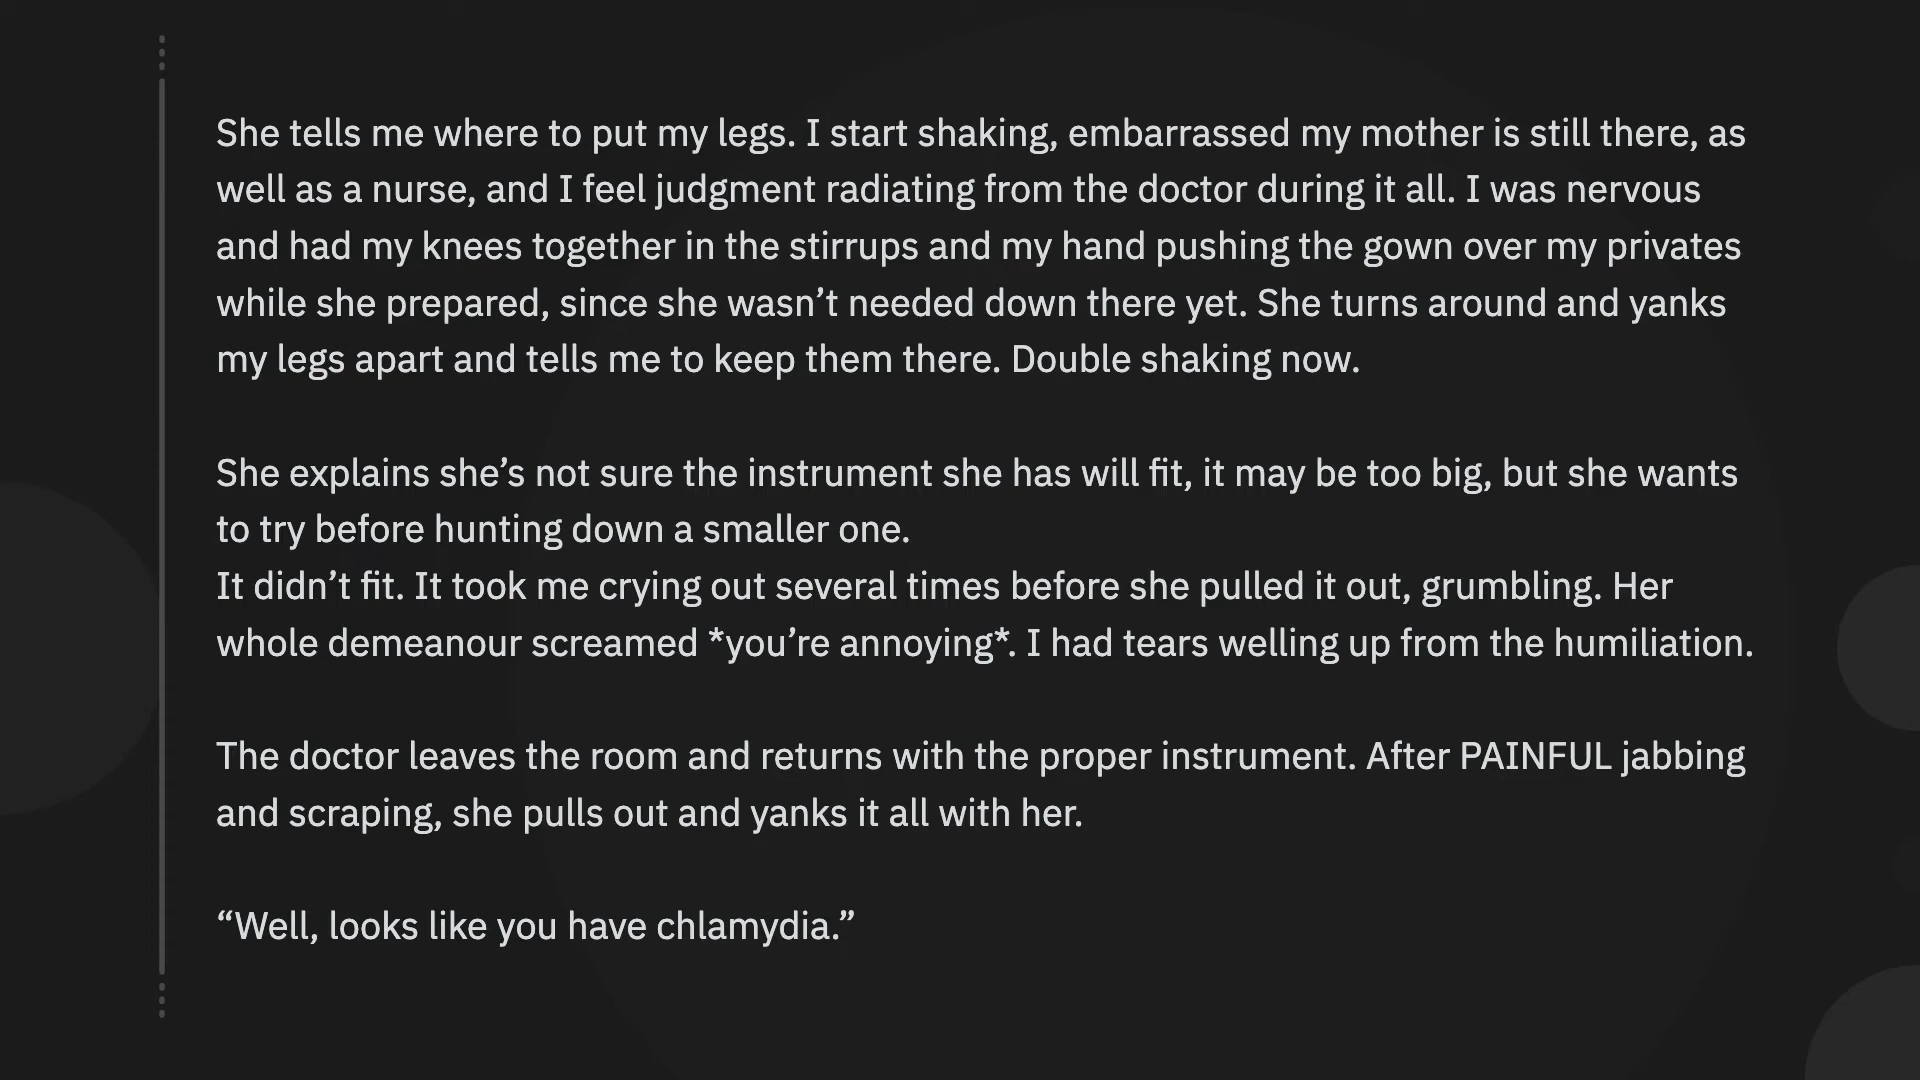 She tells me where to put my legs. I start shaking, embarrassed my mother is still there, as
well as a nurse, and I feel judgment radiating from the doctor during it all. I was nervous
and had my knees together in the stirrups and my hand pushing the gown over my privates
while she prepared, since she wasn’t needed down there yet. She turns around and yanks
my legs apart and tells me to keep them there. Double shaking now.
She explains she’s not sure the instrument she has will fit, it may be too big, but she wants
to try before hunting down a smaller one.
It didn’t fit. It took me crying out several times before she pulled it out, grumbling. Her
whole demeanour screamed *you’re annoying*. I had tears welling up from the humiliation.
The doctor leaves the room and returns with the proper instrument. After PAINFUL jabbing
and scraping, she pulls out and yanks it all with her.
“Well, looks like you have chlamydia.”